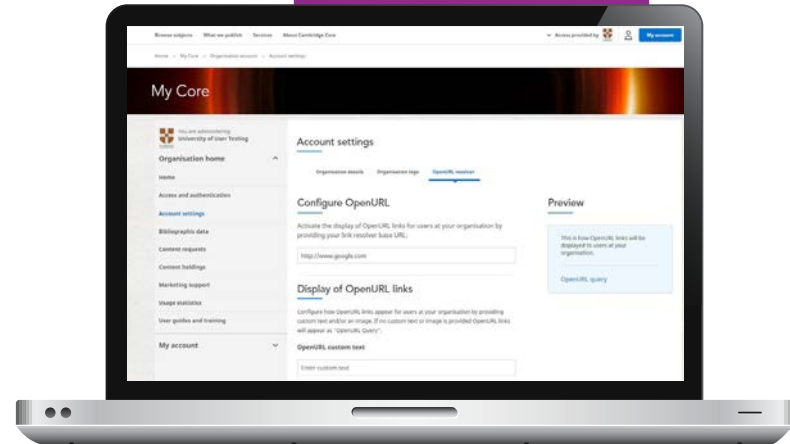 Browse subjects What we publish Services About Cambridge Core Access provided by My account
Home > My Core > Organisation account > Account settings
My Core
You are administering
University of User Testing
Organisation home
Home
Access and authentication
Account settings
Bibliographic data
Content requests
Content holdings
Marketing support
Usage statistics
User guides and training
My account
Account settings
Organisation details Organisation logo OpenURL resolver
Configure OpenURL
Activate the display of OpenURL links for users at your organisation by
providing your link resolver base URL:
http://www.google.com
Display of OpenURL links
Configure how OpenURL links appear for users at your organisation by providing
custom text and/or an image. If no custom text or image is provided OpenURL links
will appear as "OpenURL Query".
OpenURL custom text
Enter custom text
Preview
This is how OpenURL links will be
displayed to users at your
organisation.
OpenURL query